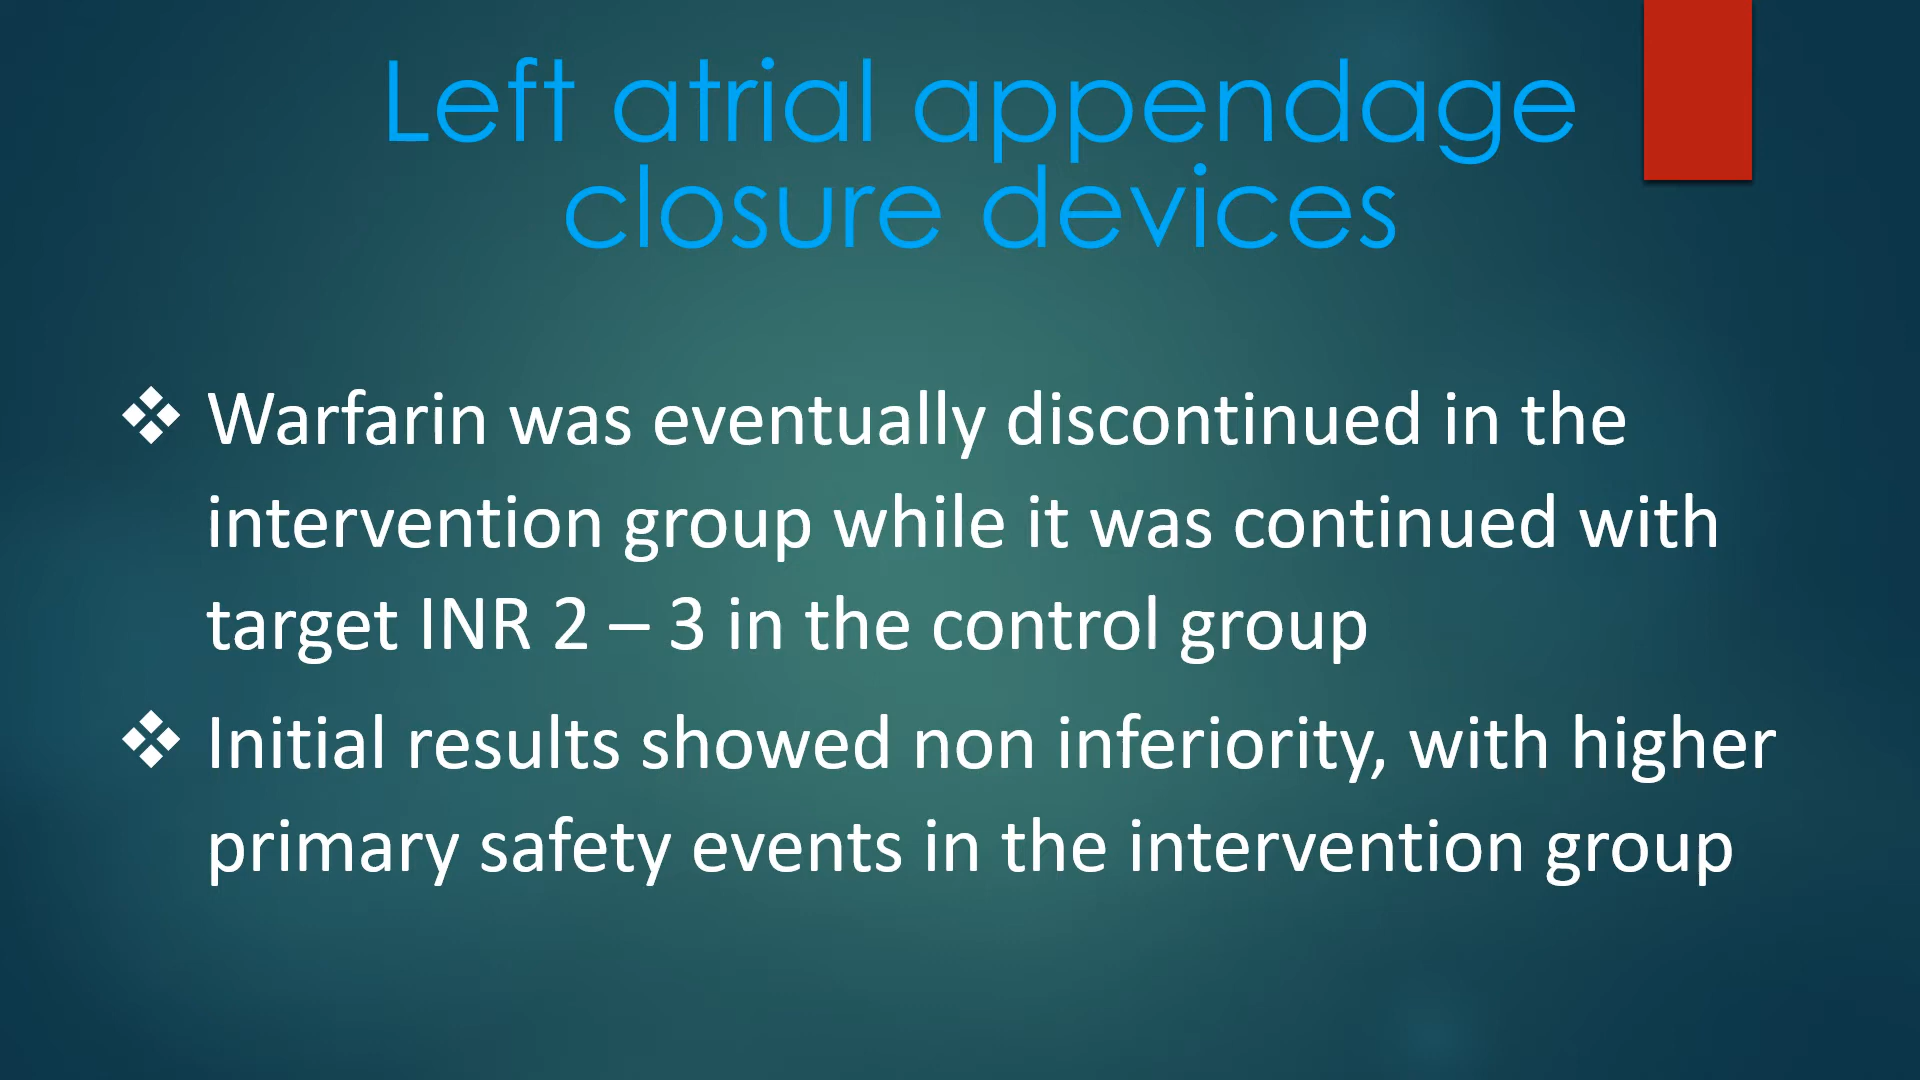 Left atrial appendage
closure devices
❖ Warfarin was eventually discontinued in the
intervention group while it was continued with
target INR 2 – 3 in the control group
❖ Initial results showed non inferiority, with higher
primary safety events in the intervention group